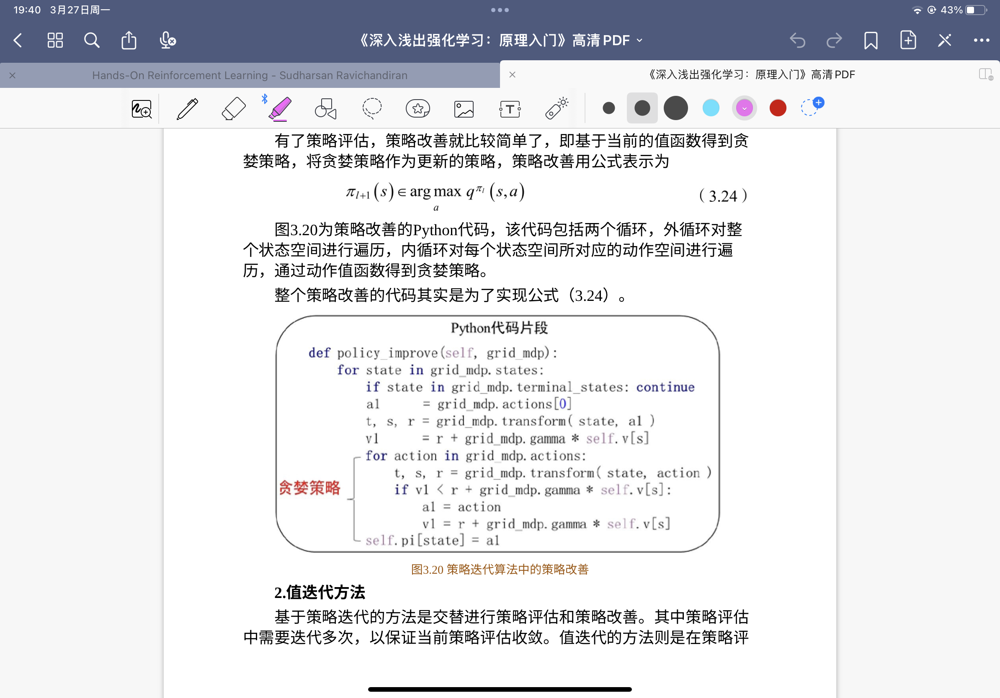 19:40 3月27日周一
43%
《深入浅出强化学习：原理入门》高清PDF
Hands-On Reinforcement Learning - Sudharsan Ravichandiran
《深入浅出强化学习：原理入门》高清PDF
有了策略评估，策略改善就比较简单了，即基于当前的值函数得到贪
婪策略，将贪婪策略作为更新的策略，策略改善用公式表示为
π_{l+1}(s) ∈ arg max_a q^{π_l}(s,a) （3.24）
图3.20为策略改善的Python代码，该代码包括两个循环，外循环对整
个状态空间进行遍历，内循环对每个状态空间所对应的动作空间进行遍
历，通过动作值函数得到贪婪策略。
整个策略改善的代码其实是为了实现公式（3.24）。
Python代码片段
def policy_improve(self, grid_mdp):
    for state in grid_mdp.states:
        if state in grid_mdp.terminal_states: continue
        a1      = grid_mdp.actions[0]
        t, s, r = grid_mdp.transform( state, a1 )
        v1      = r + grid_mdp.gamma * self.v[s]
        for action in grid_mdp.actions:
            t, s, r = grid_mdp.transform( state, action )
            if v1 < r + grid_mdp.gamma * self.v[s]:
                a1 = action
                v1 = r + grid_mdp.gamma * self.v[s]
        self.pi[state] = a1
贪婪策略
图3.20 策略迭代算法中的策略改善
2.值迭代方法
基于策略迭代的方法是交替进行策略评估和策略改善。其中策略评估
中需要迭代多次，以保证当前策略评估收敛。值迭代的方法则是在策略评